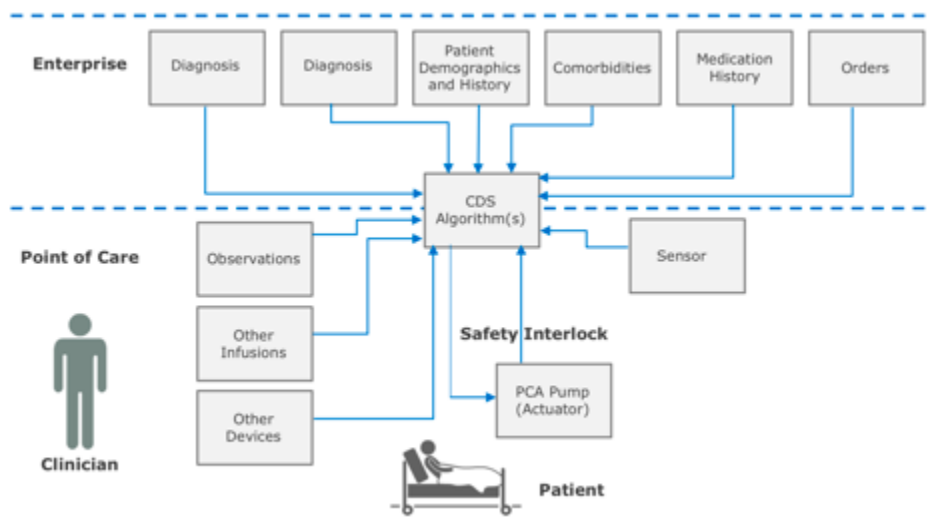 Enterprise
Diagnosis
Diagnosis
Patient
Demographics
and History
Comorbidities
Medication
History
Orders
CDS
Algorithm(s)
Point of Care
Observations
Sensor
Other
Infusions
Safety Interlock
PCA Pump
(Actuator)
Other
Devices
Clinician
Patient